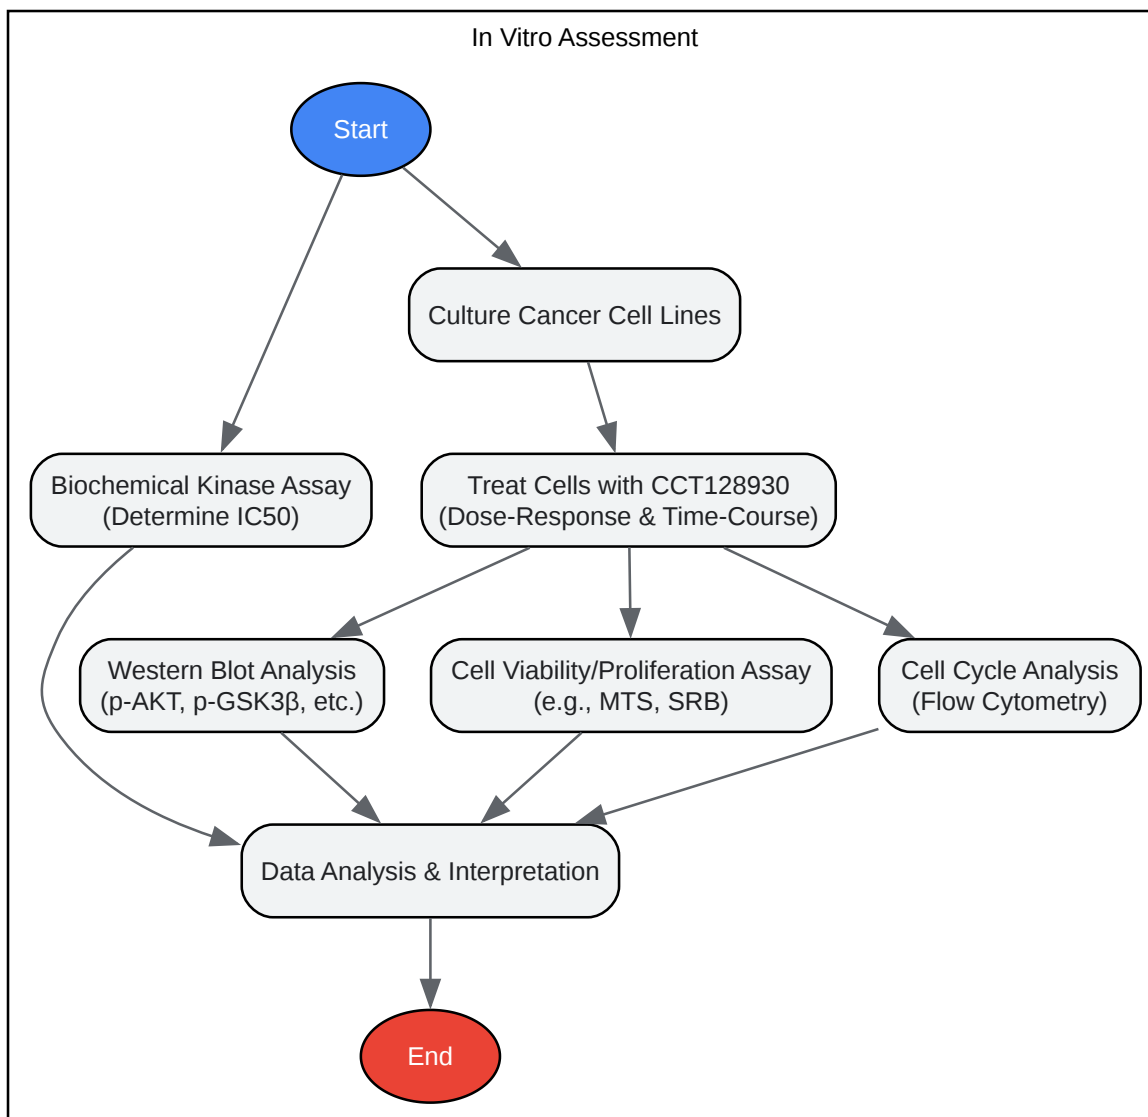 In Vitro Assessment
Start
Culture Cancer Cell Lines
Biochemical Kinase Assay
(Determine IC50)
Treat Cells with CCT128930
(Dose-Response & Time-Course)
Western Blot Analysis
(p-AKT, p-GSK3β, etc.)
Cell Viability/Proliferation Assay
(e.g., MTS, SRB)
Cell Cycle Analysis
(Flow Cytometry)
Data Analysis & Interpretation
End